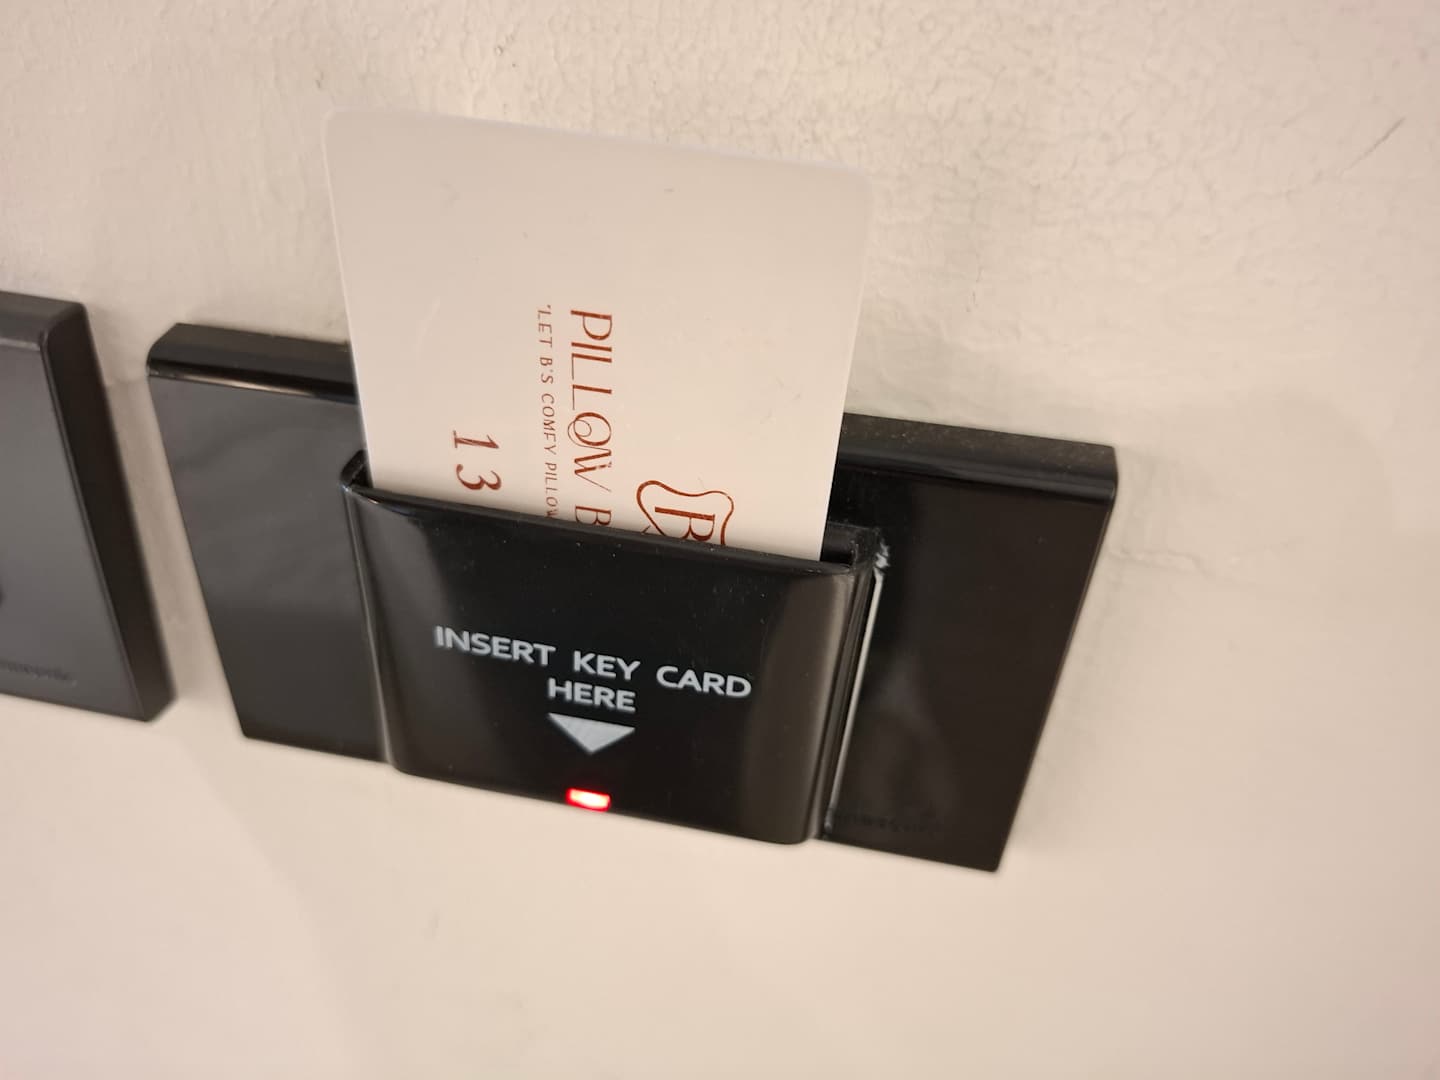 PILLOW B
"LET B'S COMFY PILLOW
13
B
INSERT KEY CARD
HERE